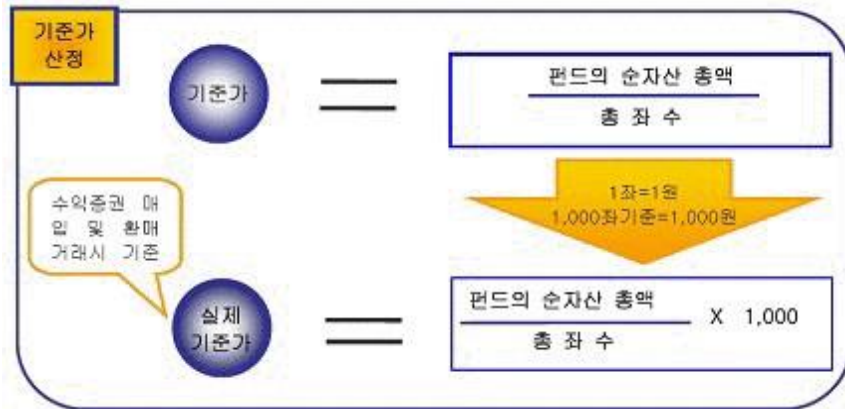 기준가
산정
기준가
펀드의 순자산 총액
총 좌 수
1좌=1원
1,000좌기준=1,000원
수익증권 매
입 및 환매
거래시 기준
실제
기준가
펀드의 순자산 총액
총 좌 수
X 1,000